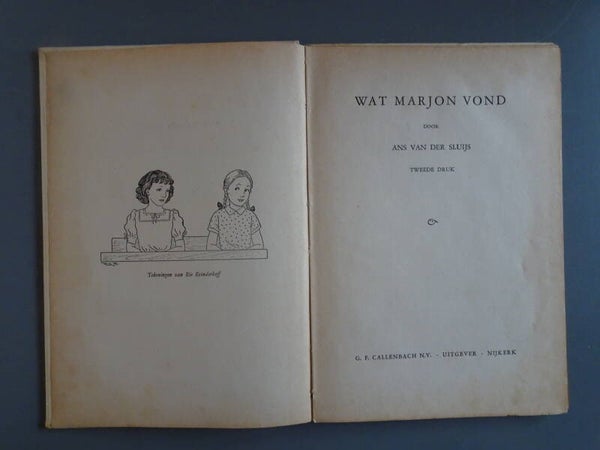 Tekeningen van Rie Reinderhoff
WAT MARJON VOND
DOOR
ANS VAN DER SLUIJS
TWEEDE DRUK
G. F. CALLENBACH N.V. - UITGEVER - NIJKERK